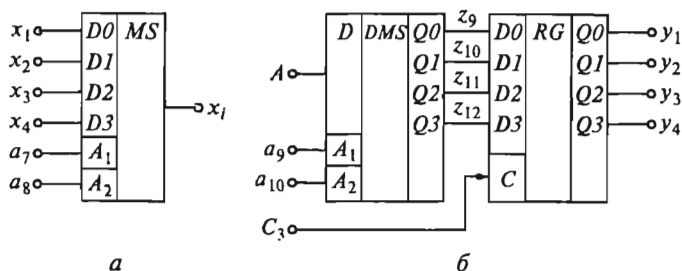 x₁ D0 MS
x₂ D1
x₃ D2
x₄ D3
a₇ A₁
a₈ A₂
xᵢ
а
D DMS Q0 z₉ D0 RG Q0 y₁
Q1 z₁₀ D1 Q1 y₂
A Q2 z₁₁ D2 Q2 y₃
Q3 z₁₂ D3 Q3 y₄
a₉ A₁
a₁₀ A₂ C
C₃
б